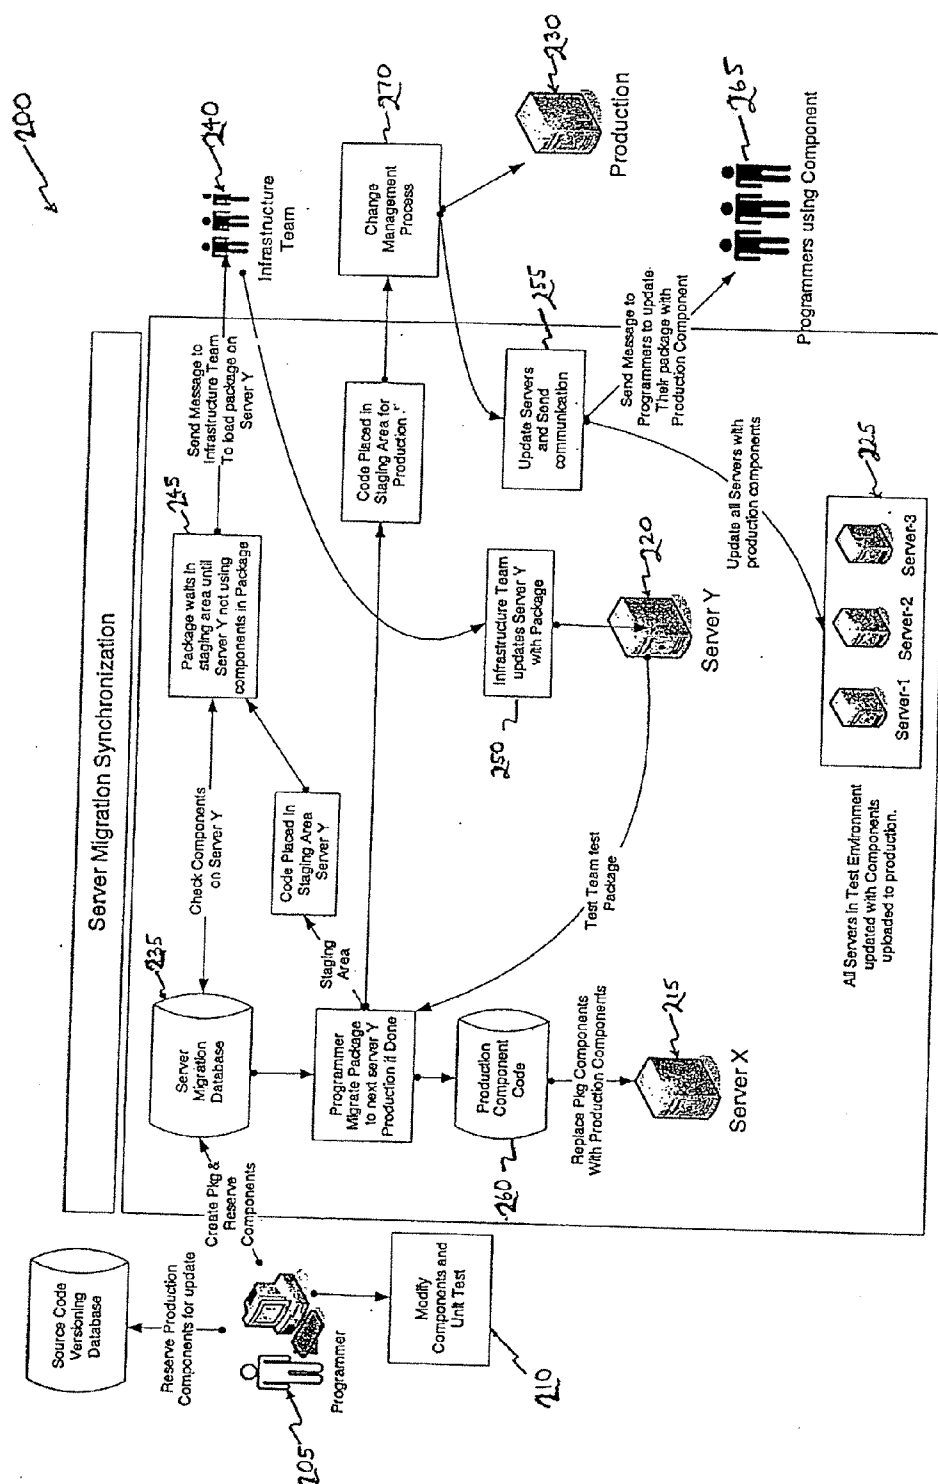 200
Server Migration Synchronization
Source Code
Versioning
Database
Reserve Production
Components for update
205
Programmer
Modify
Components and
Unit Test
210
Create Pkg &
Reserve
Components
235
Server
Migration
Database
Check Components
on Server Y
245
Package waits in
staging area until
Server Y not using
components in Package
Send Message to
Infrastructure Team
To load package on
Server Y
240
Infrastructure
Team
Programmer
Migrate Package
to next server Y
Production if Done
Staging
Area
Code Placed In
Staging Area
Server Y
Code Placed in
Staging Area for
Production
270
Change
Management
Process
230
Production
260
Production
Component
Code
Replace Pkg Components
With Production Components
215
Server X
Test Team test
Package
250
Infrastructure Team
updates Server Y
with Package
220
Server Y
255
Update Servers
and Send
communication
Send Message to
Programmers to update
Their package with
Production Component
265
Programmers using Component
Update all Servers with
production components
225
Server-1
Server-2
Server-3
All Servers In Test Environment
updated with Components
uploaded to production.